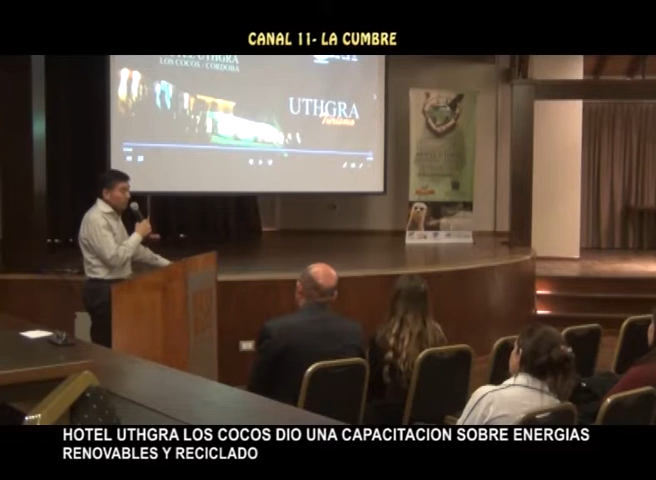 CANAL 11- LA CUMBRE
HOTEL UTHGRA
LOS COCOS - CORDOBA
UTHGRA
Turismo
HOTEL UTHGRA LOS COCOS DIO UNA CAPACITACION SOBRE ENERGIAS
RENOVABLES Y RECICLADO